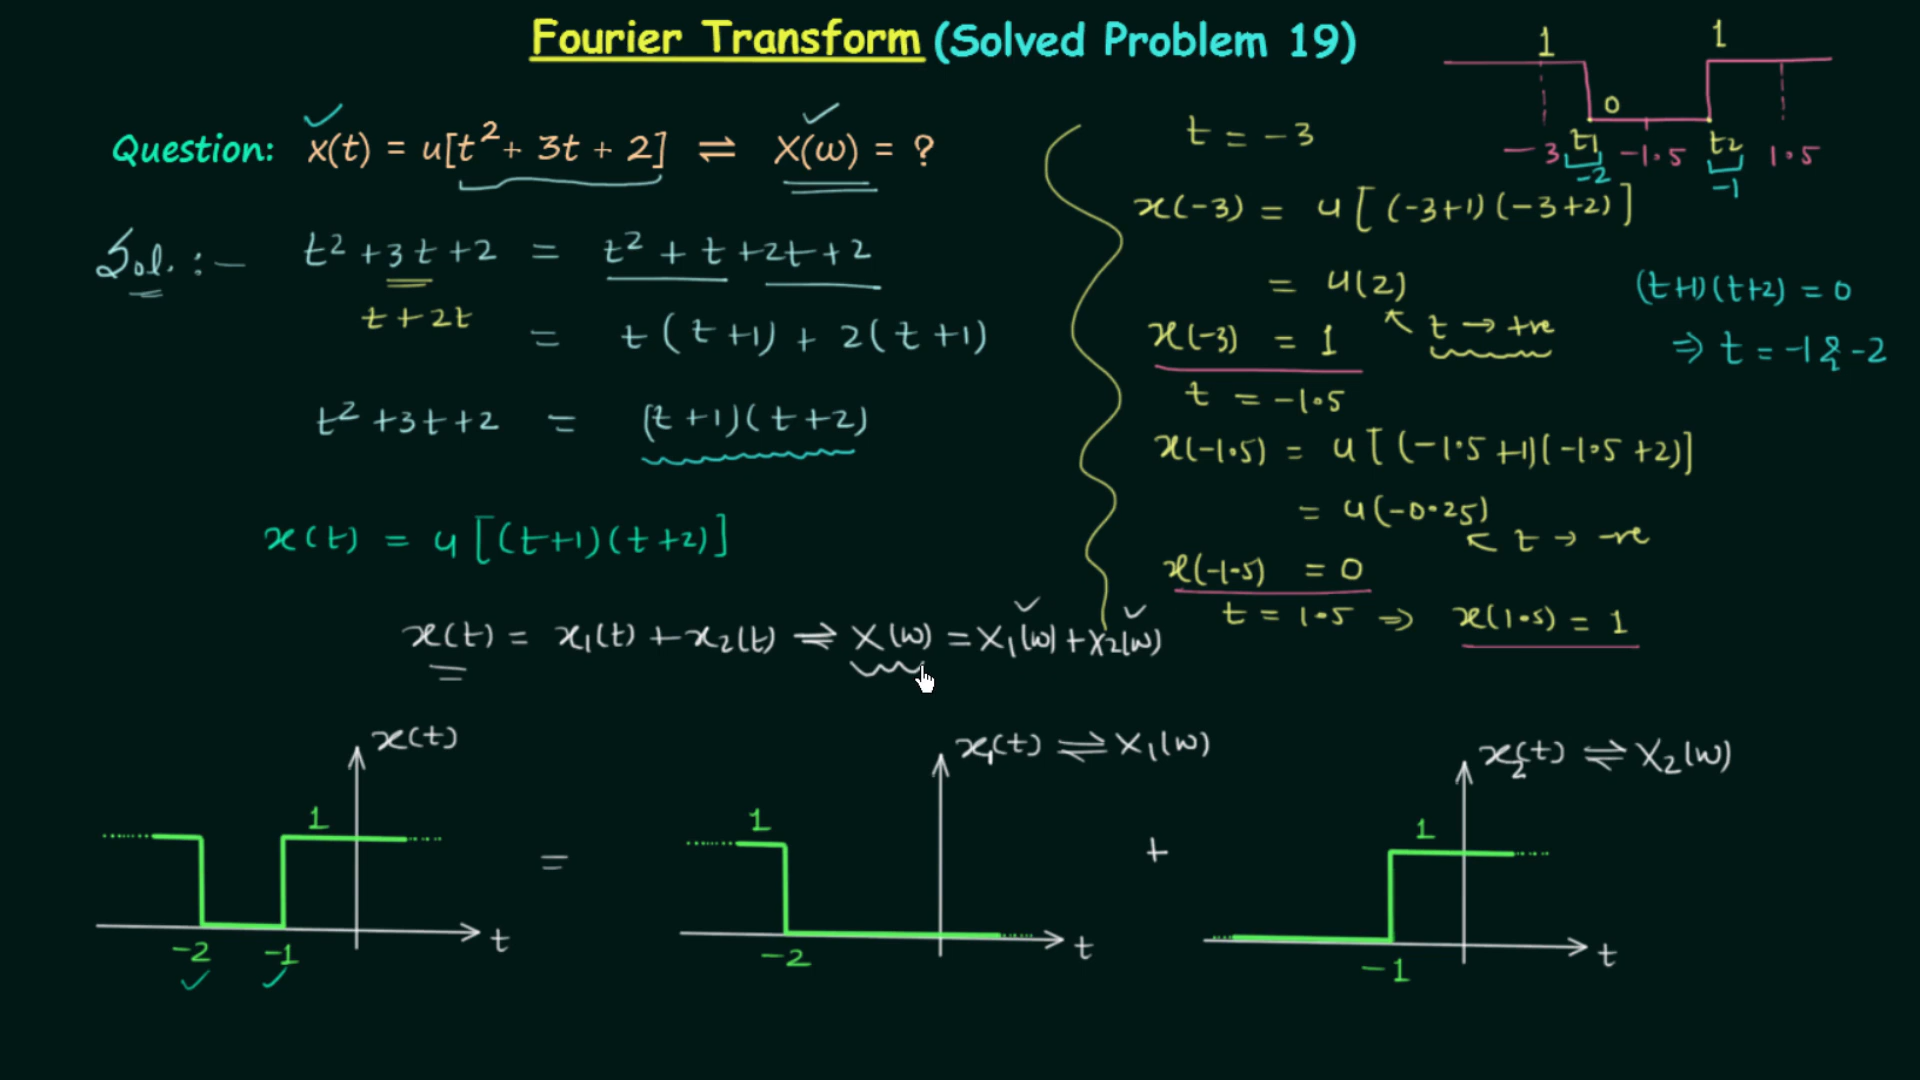 Fourier Transform (Solved Problem 19)
Question: x(t) = u[t² + 3t + 2] ⇌ X(ω) = ?
Sol. :-
t² + 3t + 2 = t² + t + 2t + 2
t + 2t
= t(t+1) + 2(t+1)
t² + 3t + 2 = (t+1)(t+2)
x(t) = u[(t+1)(t+2)]
x(t) = x₁(t) + x₂(t) ⇌ X(ω) = X₁(ω) + X₂(ω)
t = -3
x(-3) = u[(-3+1)(-3+2)]
= u(2)
t → +ve
x(-3) = 1
t = -1.5
x(-1.5) = u[(-1.5+1)(-1.5+2)]
= u(-0.25)
t → -ve
x(-1.5) = 0
t = 1.5 ⇒ x(1.5) = 1
1 1
0
-3 t1 -1.5 t2 1.5
-2 -1
(t+1)(t+2) = 0
⇒ t = -1 & -2
x(t)
1
-2 -1 t
=
x₁(t) ⇌ X₁(ω)
1
-2 t
+
x₂(t) ⇌ X₂(ω)
1
-1 t